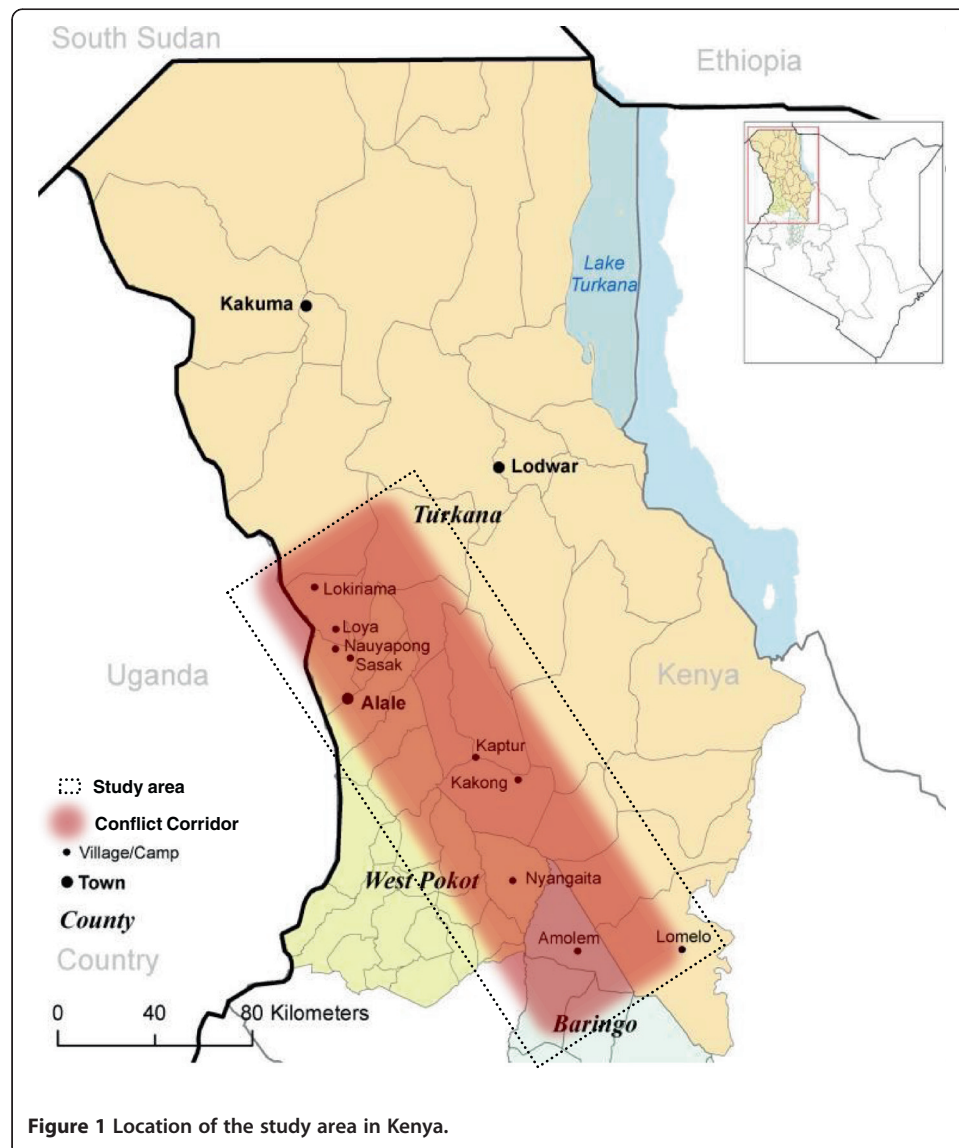 South Sudan
Ethiopia
Lake
Turkana
Kakuma
Lodwar
Turkana
Lokiriama
Loya
Nauyapong
Sasak
Uganda
Kenya
Alale
Kaptur
Kakong
Study area
Conflict Corridor
Village/Camp
Town
County
Country
West Pokot
Nyangaita
Amolem
Lomelo
Baringo
0 40 80 Kilometers
Figure 1 Location of the study area in Kenya.